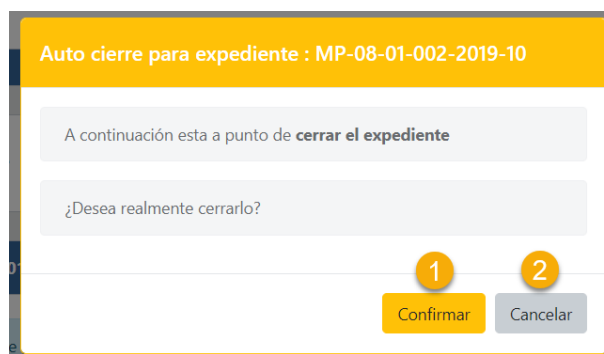 Auto cierre para expediente : MP-08-01-002-2019-10
A continuación esta a punto de cerrar el expediente
¿Desea realmente cerrarlo?
1 2
Confirmar Cancelar